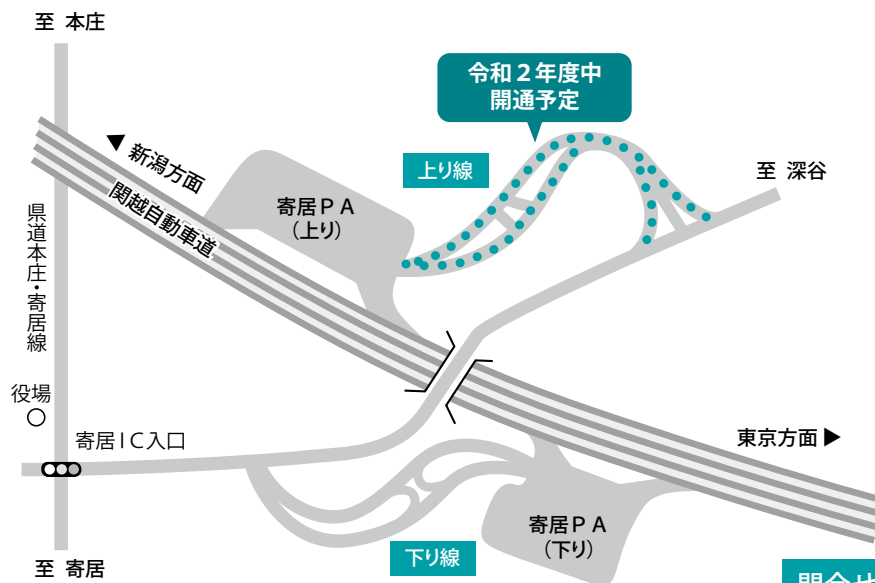 至 本庄
令和２年度中
開通予定
新潟方面
上り線
至 深谷
関越自動車道
寄居ＰＡ
(上り)
県道本庄・寄居線
役場
寄居ＩＣ入口
東京方面
寄居ＰＡ
(下り)
下り線
至 寄居